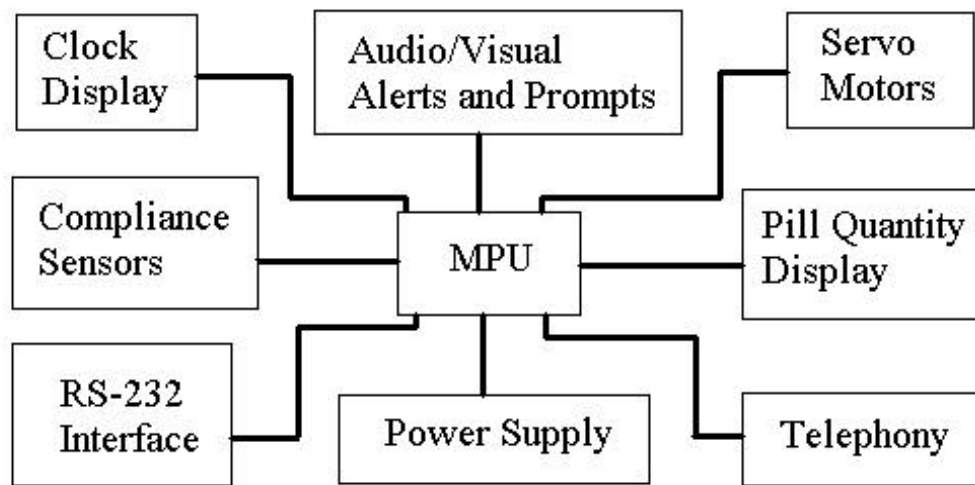 Clock
Display
Audio/Visual
Alerts and Prompts
Servo
Motors
Compliance
Sensors
MPU
Pill Quantity
Display
RS-232
Interface
Power Supply
Telephony